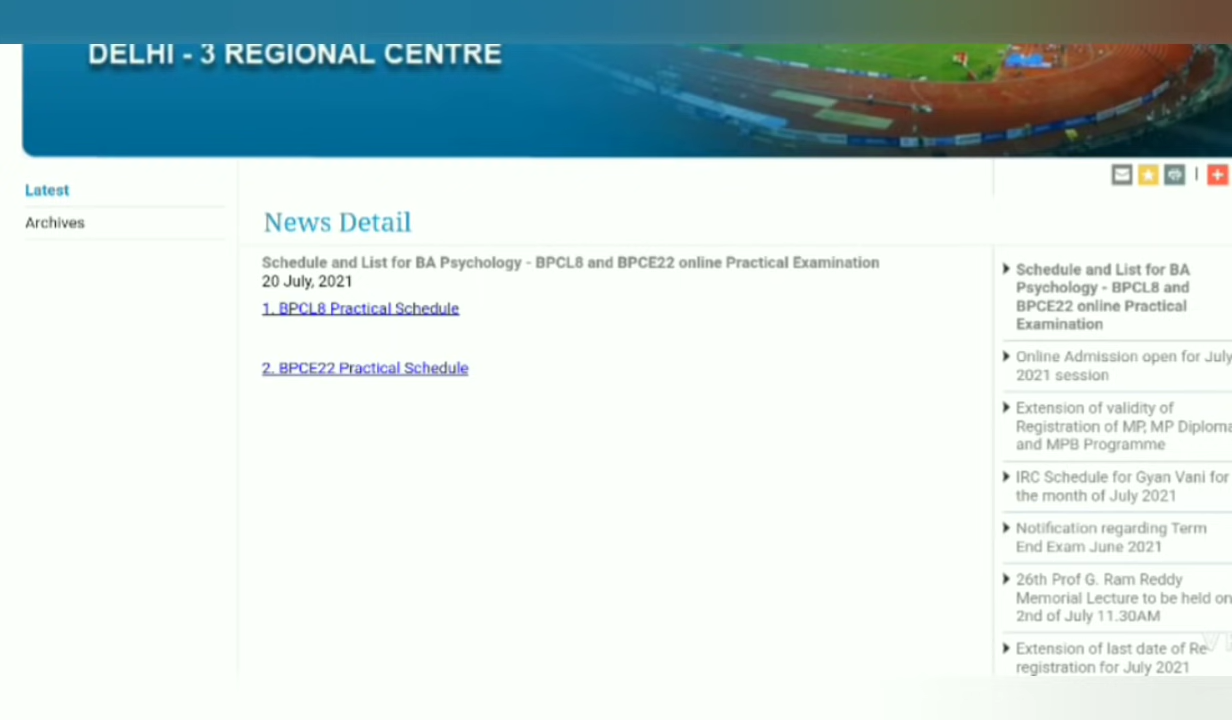 DELHI - 3 REGIONAL CENTRE
Latest
Archives
News Detail
Schedule and List for BA Psychology - BPCL8 and BPCE22 online Practical Examination
20 July, 2021
1. BPCL8 Practical Schedule
2. BPCE22 Practical Schedule
Schedule and List for BA
Psychology - BPCL8 and
BPCE22 online Practical
Examination
Online Admission open for July
2021 session
Extension of validity of
Registration of MP, MP Diploma
and MPB Programme
IRC Schedule for Gyan Vani for
the month of July 2021
Notification regarding Term
End Exam June 2021
26th Prof G. Ram Reddy
Memorial Lecture to be held on
2nd of July 11.30AM
Extension of last date of Re
registration for July 2021